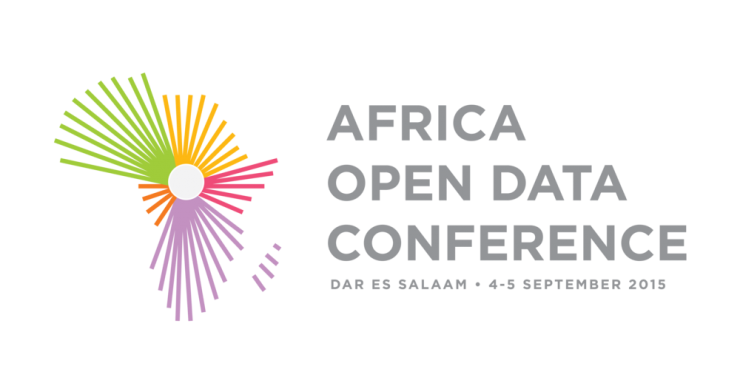 AFRICA
OPEN DATA
CONFERENCE
DAR ES SALAAM • 4-5 SEPTEMBER 2015